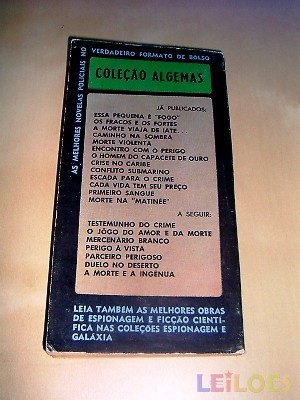 AS MELHORES NOVELAS POLICIAIS NO VERDADEIRO FORMATO DE BOLSO
COLEÇÃO ALGEMAS
JÁ PUBLICADOS:
ESSA PEQUENA É "FOGO"
OS FRACOS E OS FORTES
A MORTE VIAJA DE IATE...
CAMINHO NA SOMBRA
MORTE VIOLENTA
ENCONTRO COM O PERIGO
O HOMEM DO CAPACETE DE OURO
CRISE NO CARIBE
CONFLITO SUBMARINO
ESCADA PARA O CRIME
CADA VIDA TEM SEU PREÇO
PRIMEIRO SANGUE
MORTE NA "MATINÉE"
A SEGUIR:
TESTEMUNHO DO CRIME
O JÔGO DO AMOR E DA MORTE
MERCENÁRIO BRANCO
PERIGO À VISTA
PARCEIRO PERIGOSO
DUELO NO DESERTO
A MORTE E A INGÊNUA
LEIA TAMBÉM AS MELHORES OBRAS
DE ESPIONAGEM E FICÇÃO CIENTÍ-
FICA NAS COLEÇÕES ESPIONAGEM E
GALÁXIA
LEiLOES